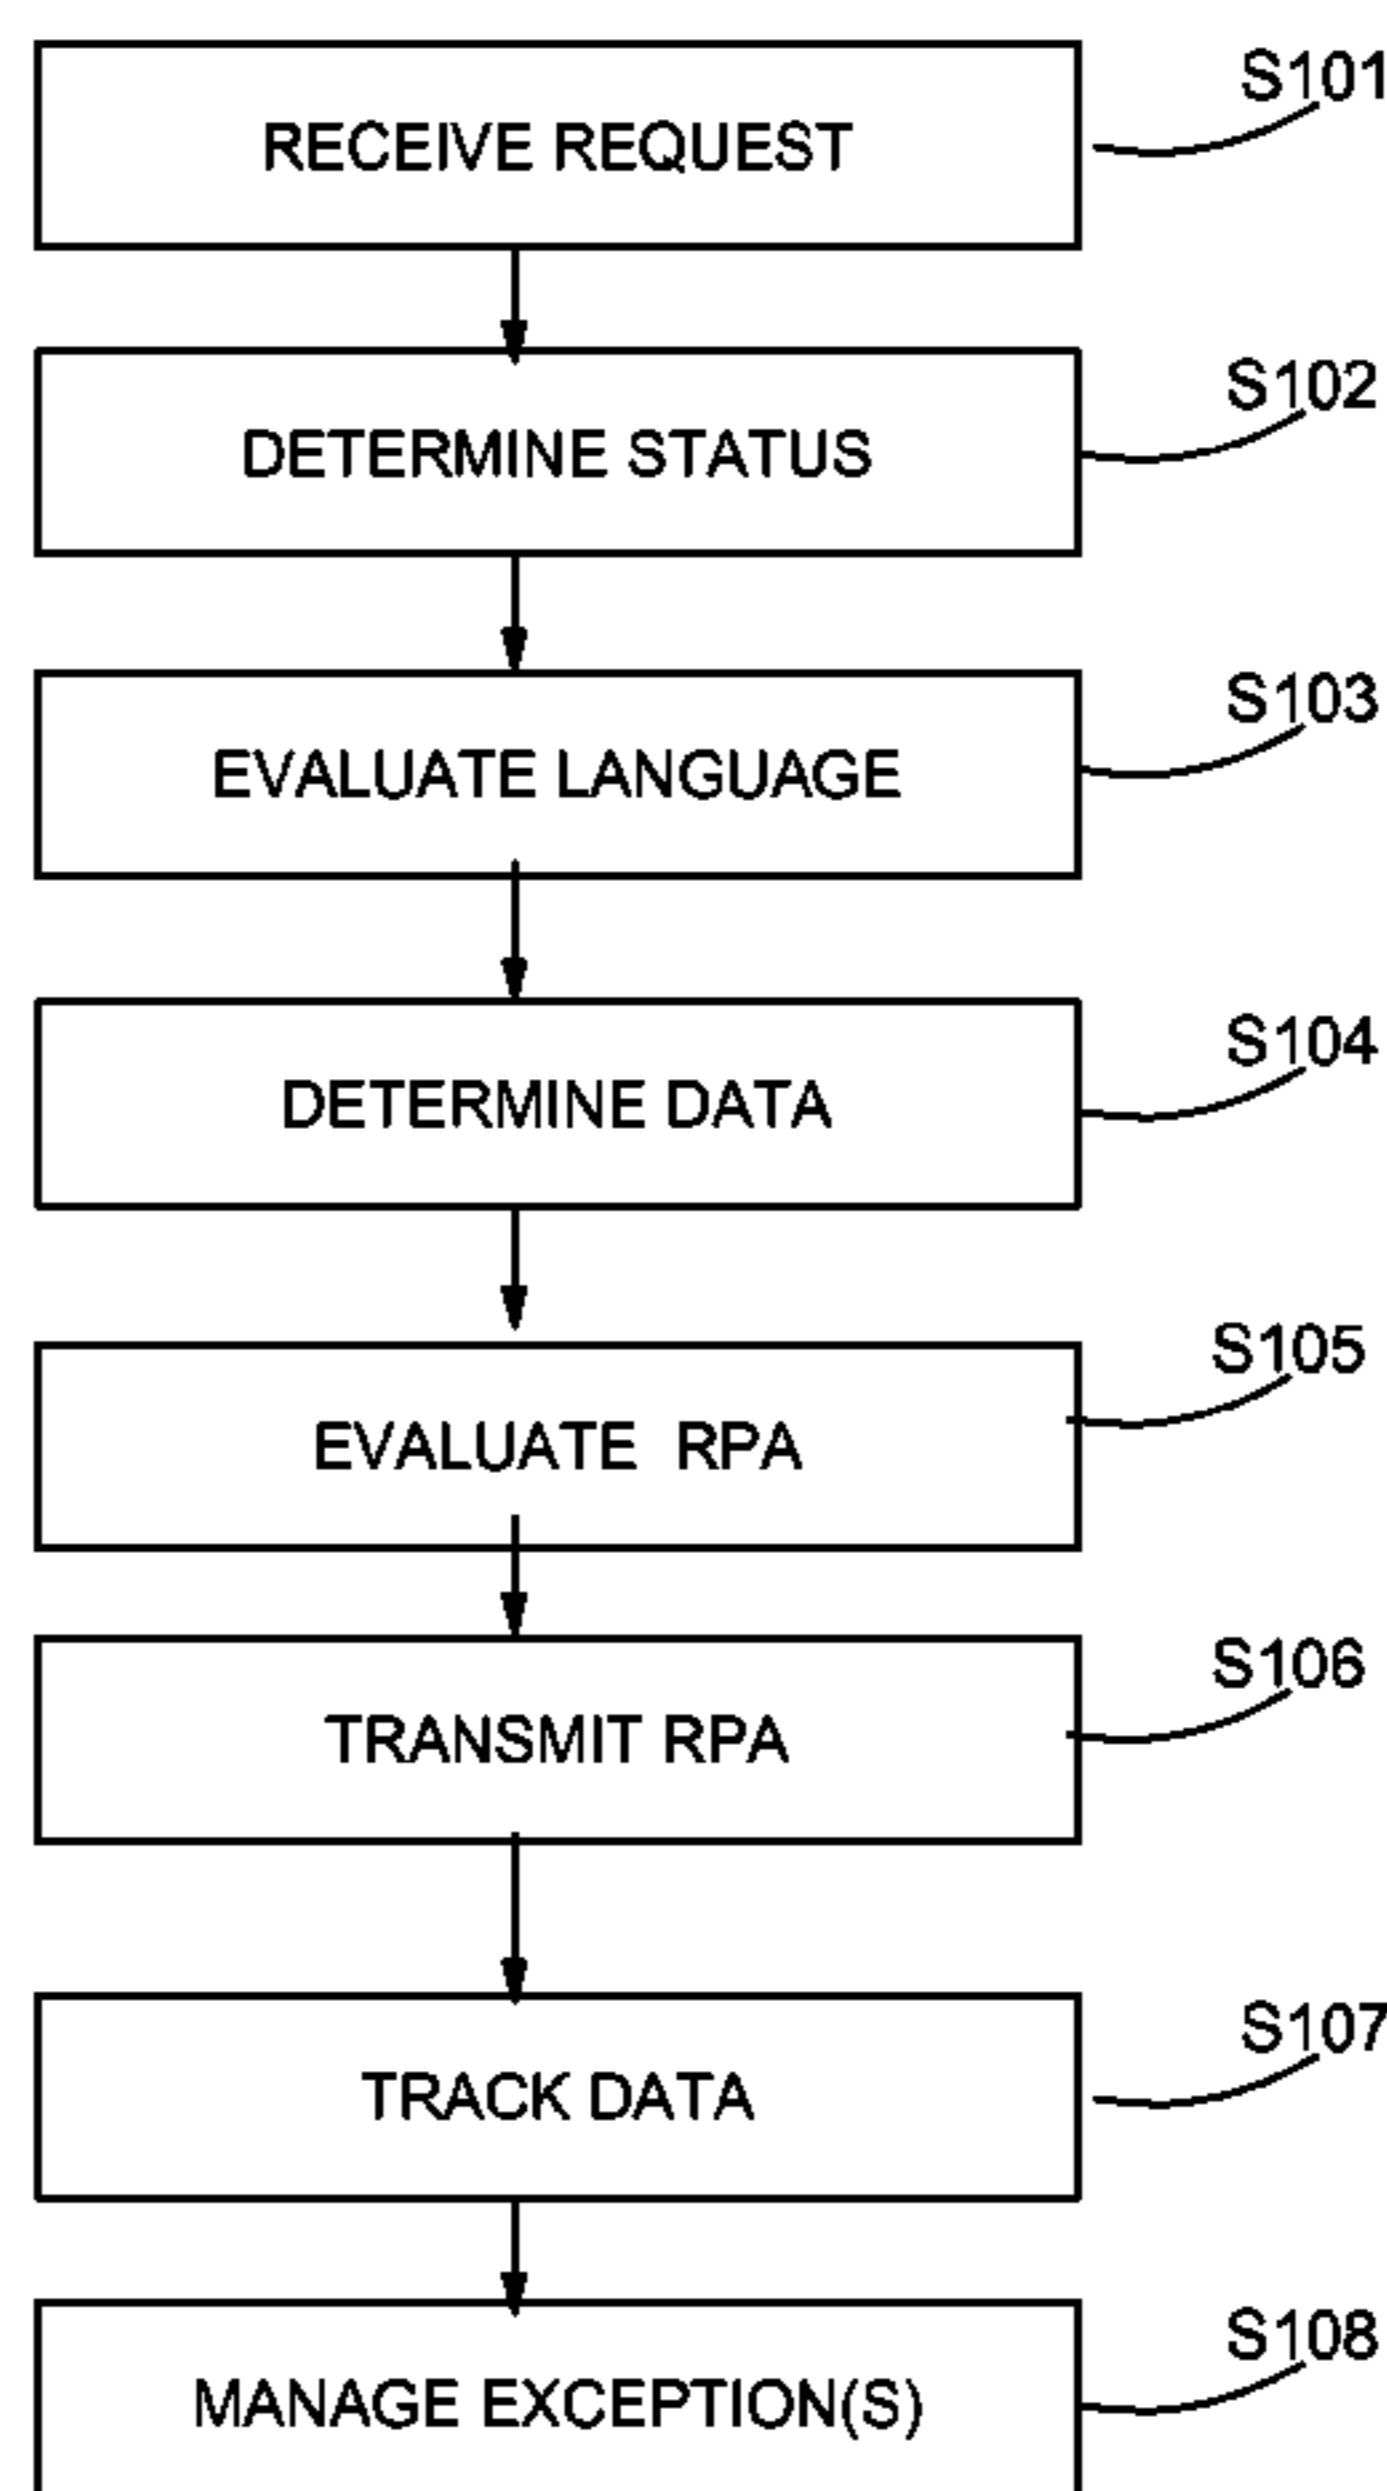 RECEIVE REQUEST
S101
DETERMINE STATUS
S102
EVALUATE LANGUAGE
S103
DETERMINE DATA
S104
EVALUATE RPA
S105
TRANSMIT RPA
S106
TRACK DATA
S107
MANAGE EXCEPTION(S)
S108